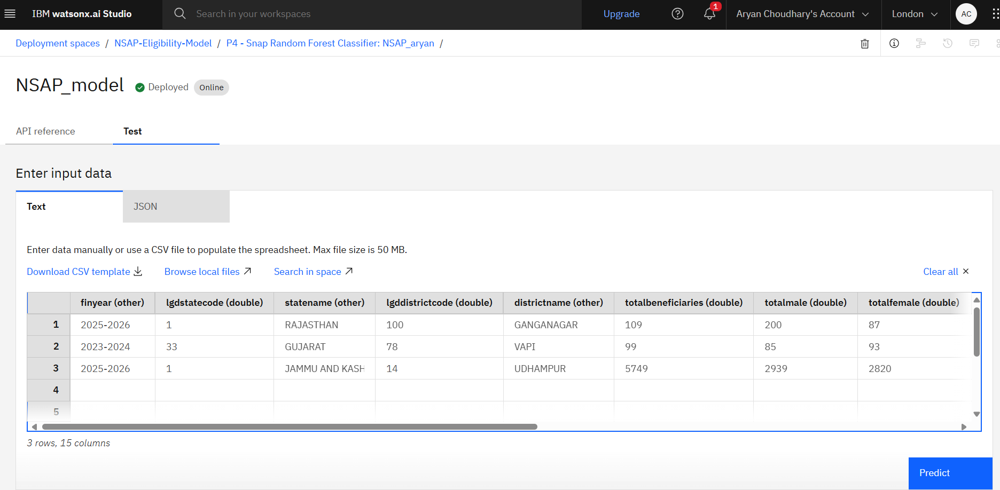 IBM watsonx.ai Studio Search in your workspaces Upgrade 1 Aryan Choudhary's Account London AC
Deployment spaces / NSAP-Eligibility-Model / P4 - Snap Random Forest Classifier: NSAP_aryan /
NSAP_model Deployed Online
API reference Test
Enter input data
Text JSON
Enter data manually or use a CSV file to populate the spreadsheet. Max file size is 50 MB.
Download CSV template Browse local files Search in space Clear all ×
finyear (other) lgdstatecode (double) statename (other) lgddistrictcode (double) districtname (other) totalbeneficiaries (double) totalmale (double) totalfemale (double)
1 2025-2026 1 RAJASTHAN 100 GANGANAGAR 109 200 87
2 2023-2024 33 GUJARAT 78 VAPI 99 85 93
3 2025-2026 1 JAMMU AND KASH 14 UDHAMPUR 5749 2939 2820
4
5
3 rows, 15 columns
Predict